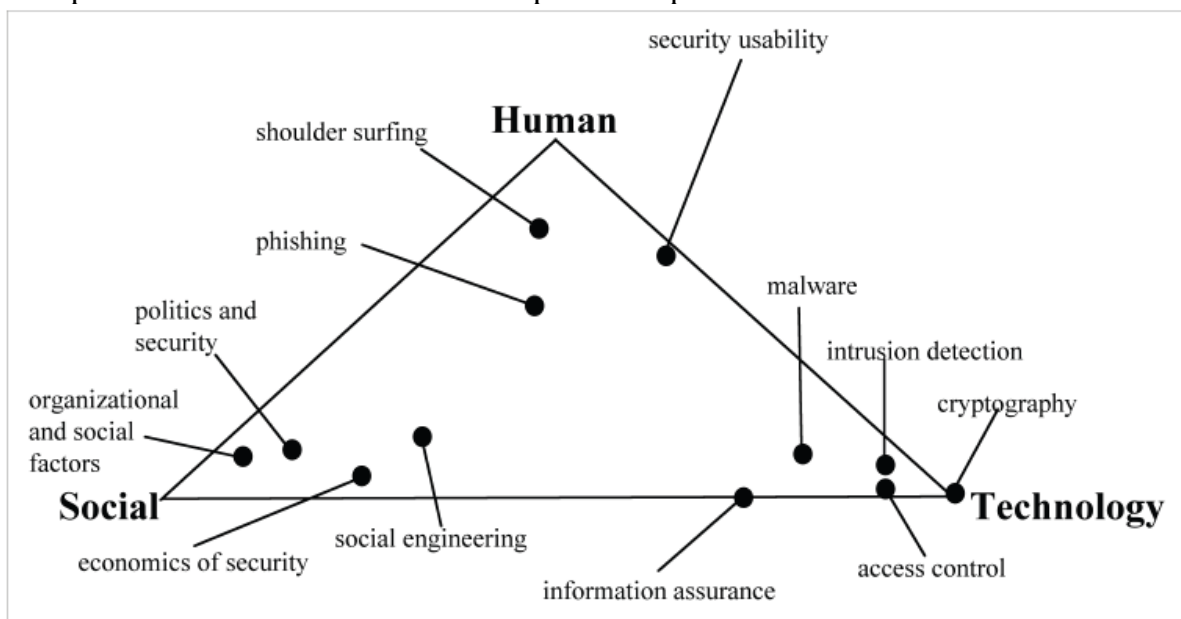 security usability
Human
shoulder surfing
phishing
malware
politics and
security
intrusion detection
organizational
and social
factors
cryptography
Social
Technology
social engineering
economics of security
access control
information assurance